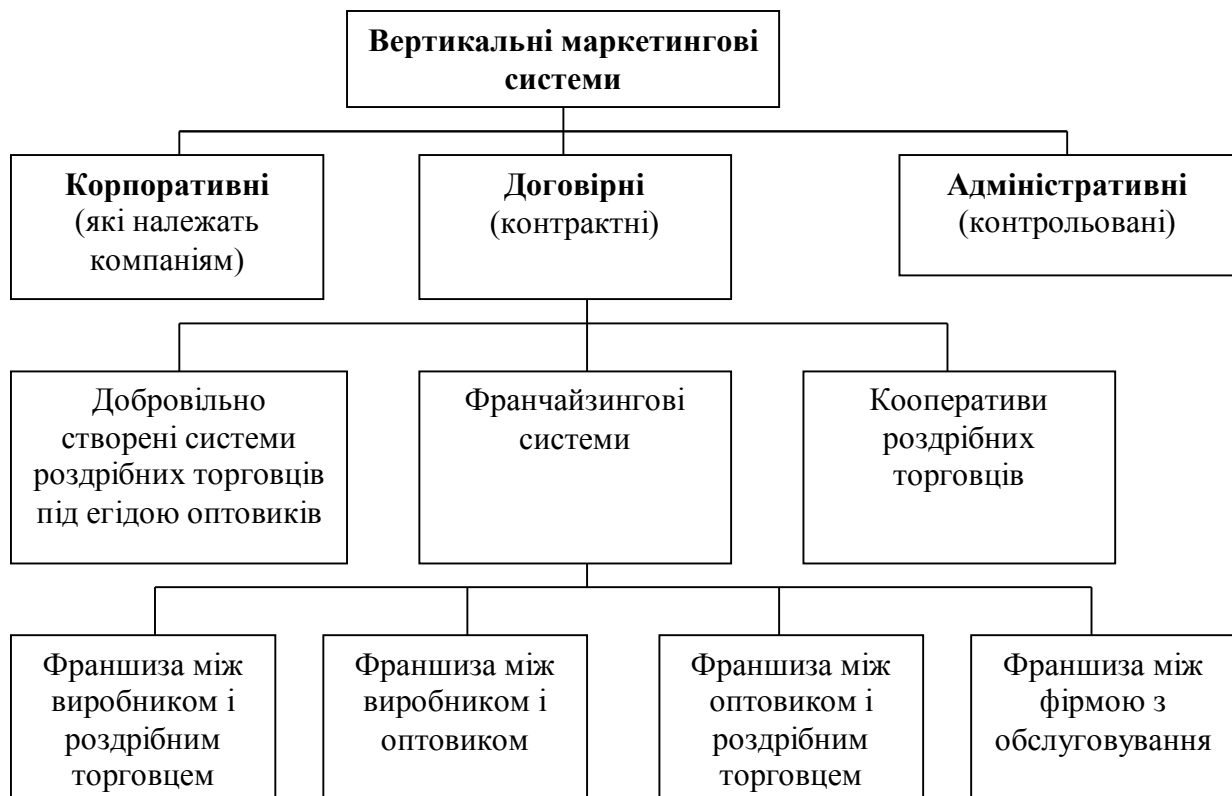 Вертикальні маркетингові
системи
Корпоративні
(які належать
компаніям)
Договірні
(контрактні)
Адміністративні
(контрольовані)
Добровільно
створені системи
роздрібних торговців
під егідою оптовиків
Франчайзингові
системи
Кооперативи
роздрібних
торговців
Франшиза між
виробником і
роздрібним
торговцем
Франшиза між
виробником і
оптовиком
Франшиза між
оптовиком і
роздрібним
торговцем
Франшиза між
фірмою з
обслуговування